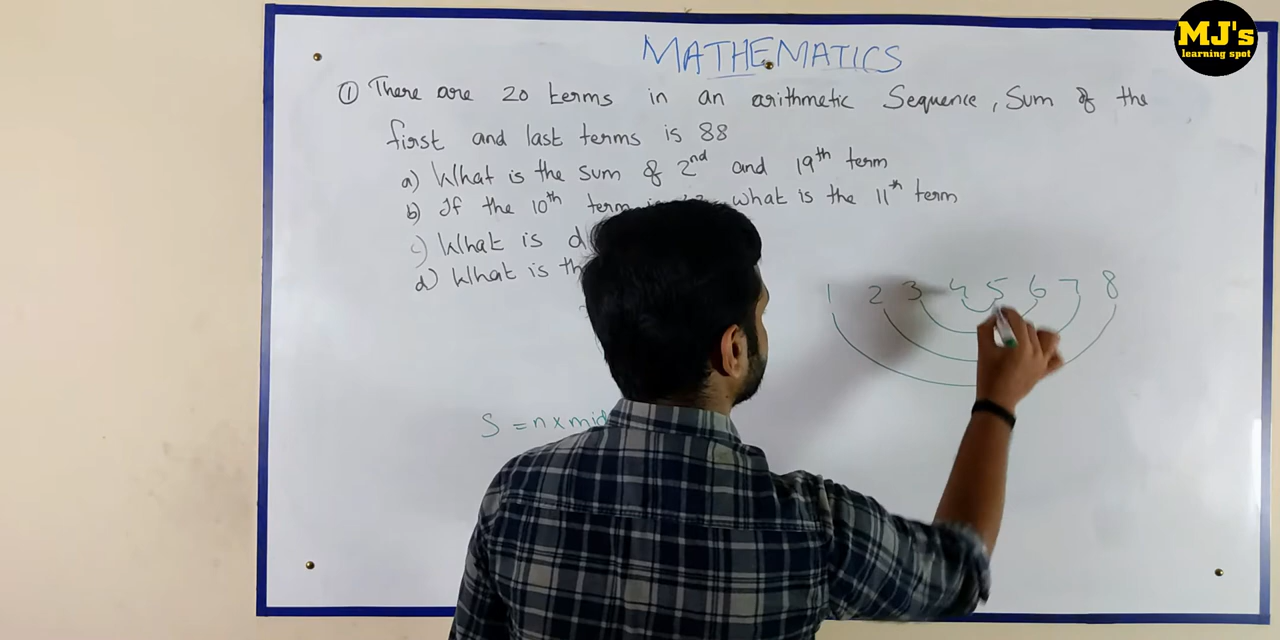 MJ's
learning spot
MATHEMATICS
① There are 20 terms in an arithmetic Sequence, Sum of the
first and last terms is 88
a) What is the sum of 2nd and 19th term
b) If the 10th term what is the 11th term
c) What is
d) What is
1 2 3 4 5 6 7 8
S = n x mid